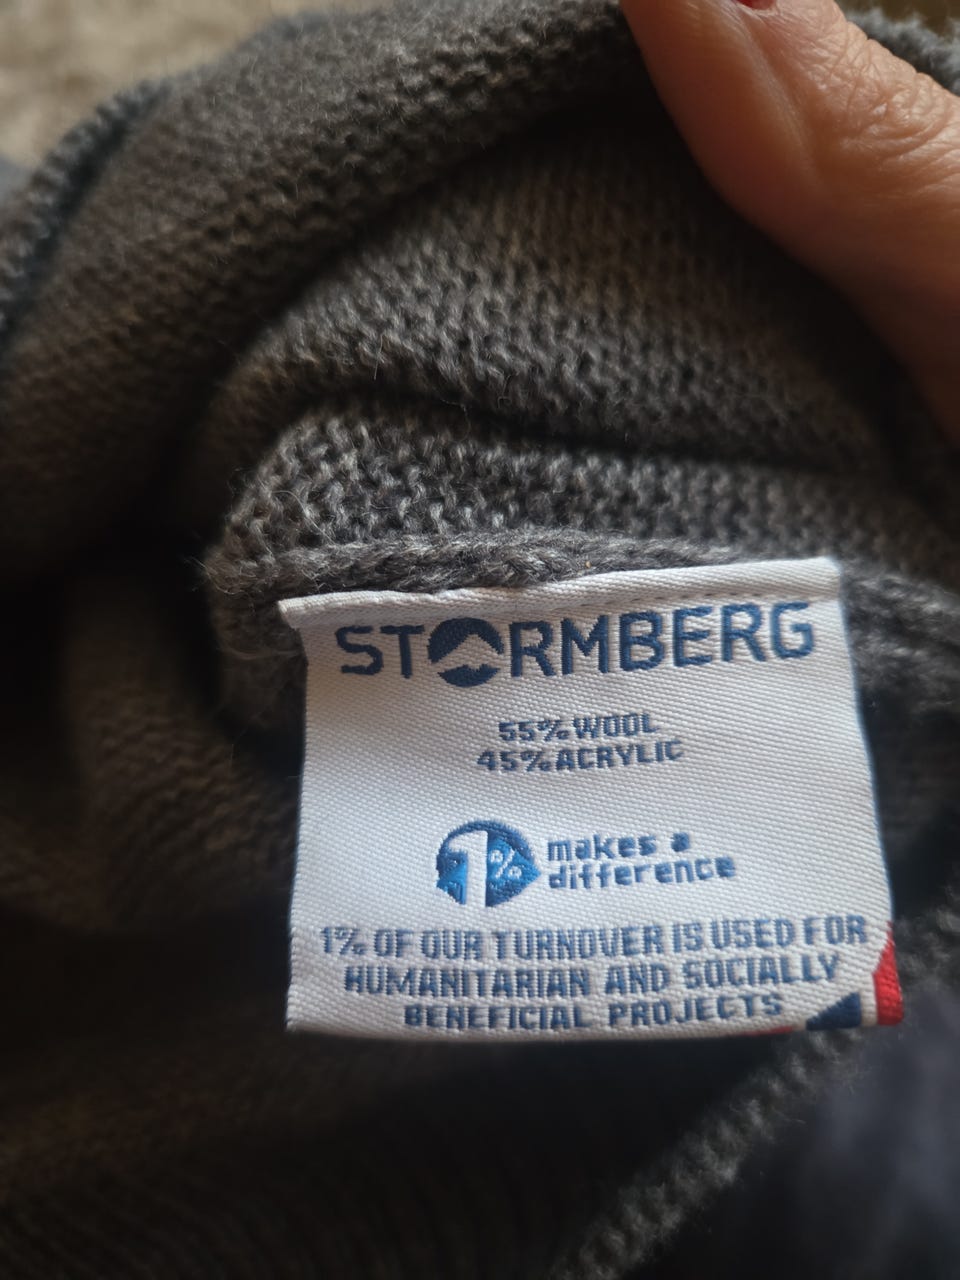 STORMBERG
55% WOOL
45% ACRYLIC
1% makes a
difference
1% OF OUR TURNOVER IS USED FOR
HUMANITARIAN AND SOCIALLY
BENEFICIAL PROJECTS